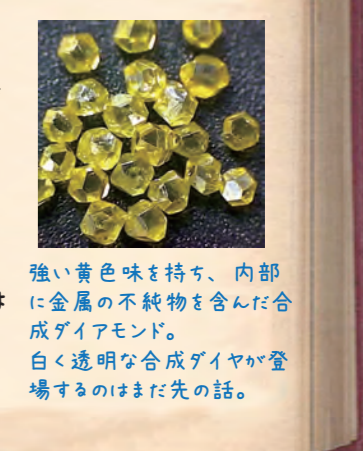 強い黄色味を持ち、内部
に金属の不純物を含んだ合
成ダイアモンド。
白く透明な合成ダイヤが登
場するのはまだ先の話。
は